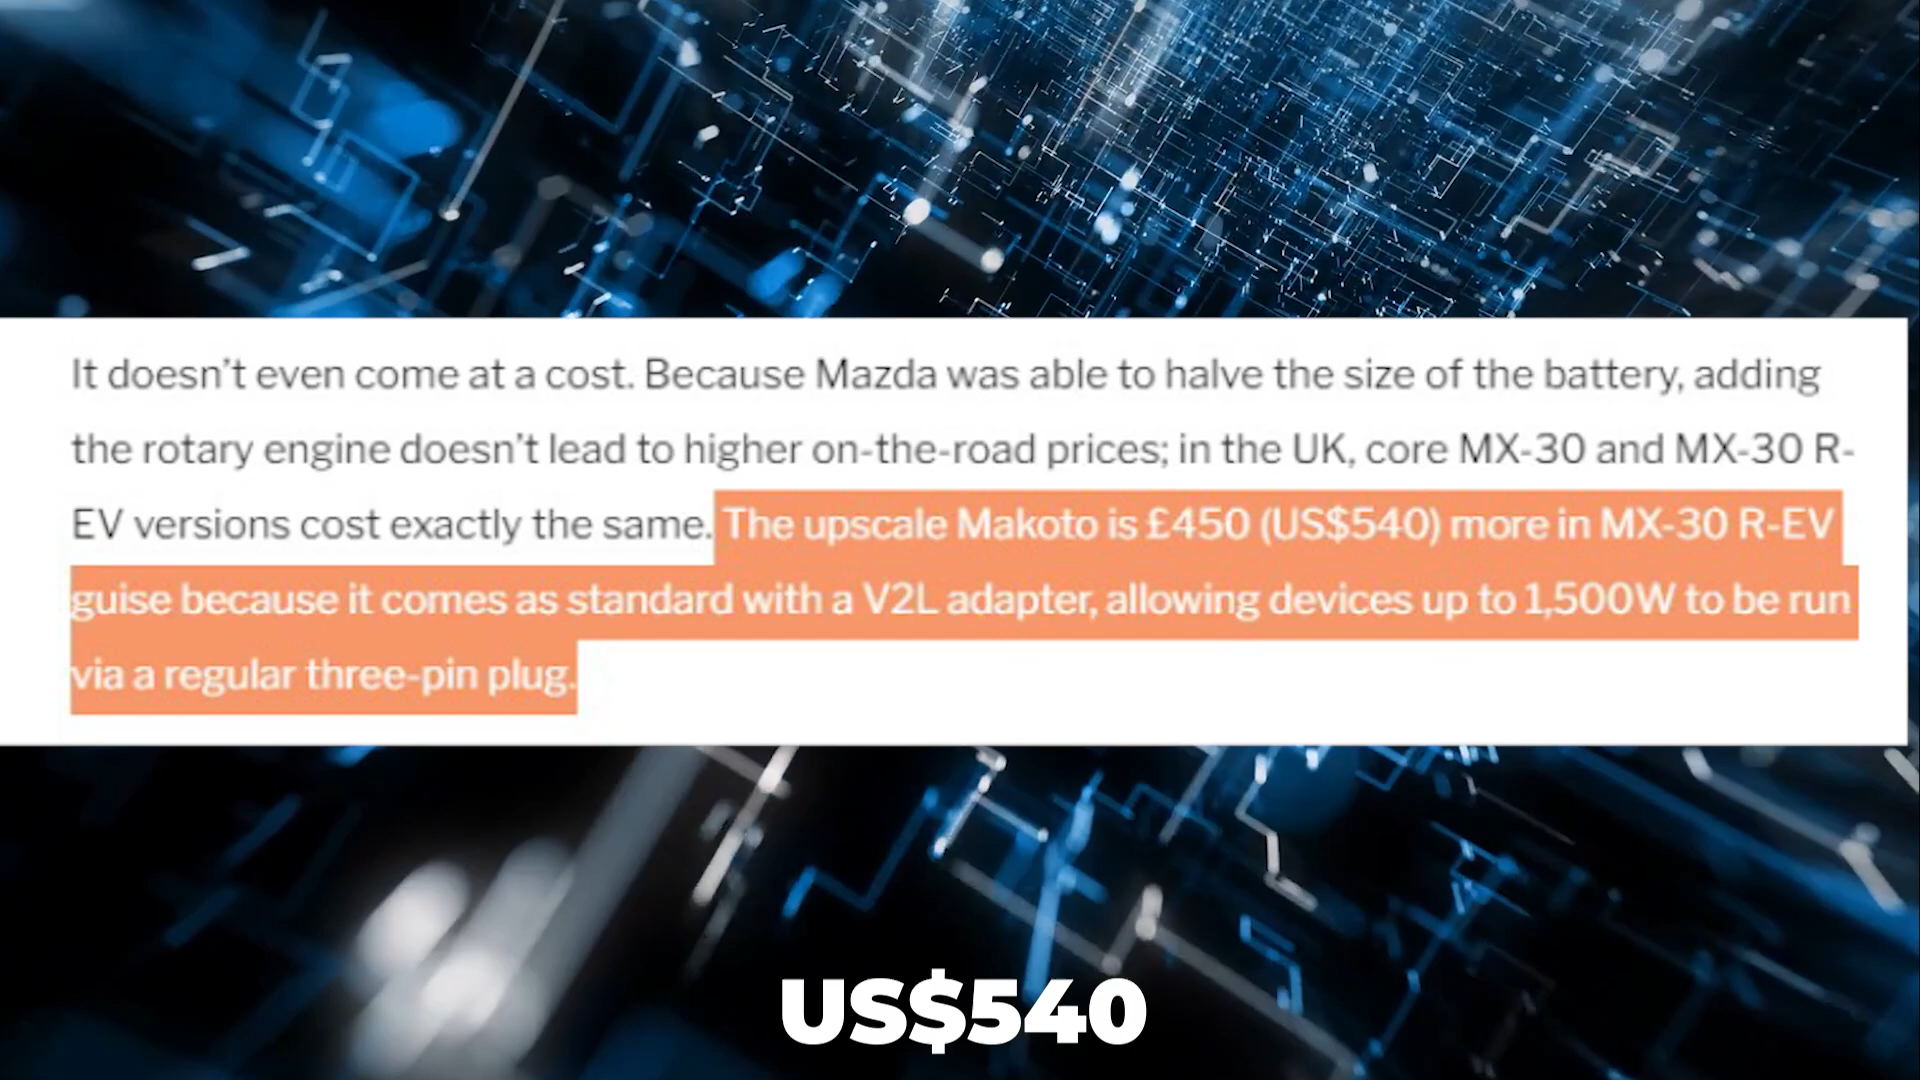 It doesn’t even come at a cost. Because Mazda was able to halve the size of the battery, adding
the rotary engine doesn’t lead to higher on-the-road prices; in the UK, core MX-30 and MX-30 R-
EV versions cost exactly the same. The upscale Makoto is £450 (US$540) more in MX-30 R-EV
guise because it comes as standard with a V2L adapter, allowing devices up to 1,500W to be run
via a regular three-pin plug.
US$540